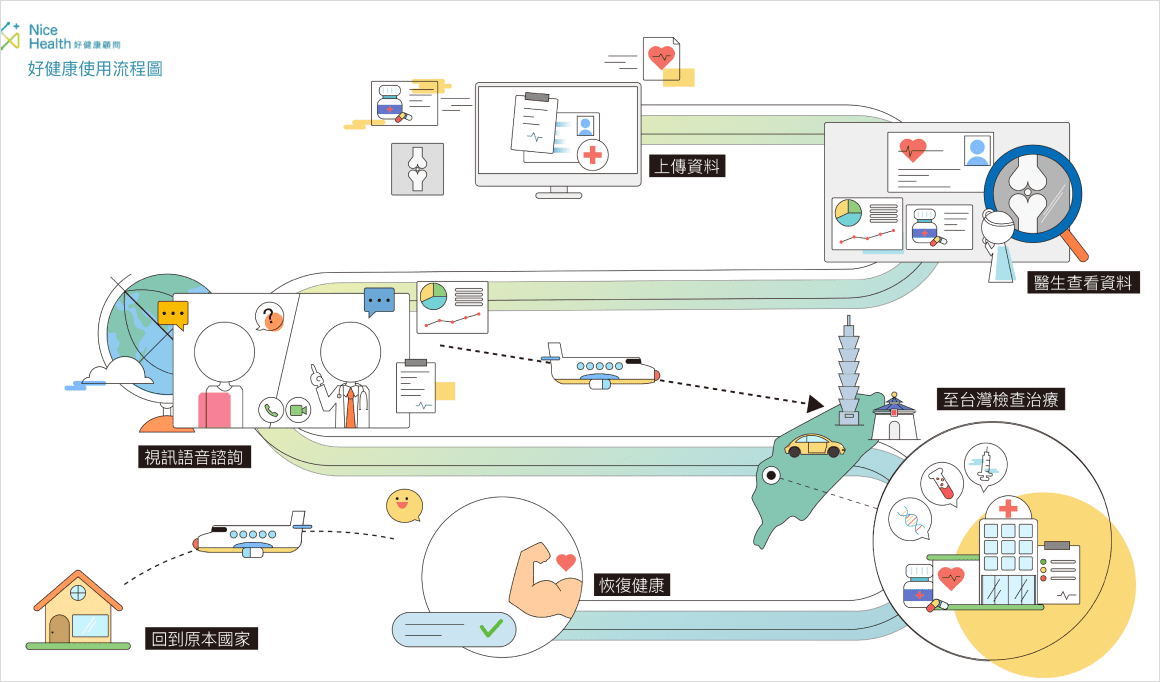 Nice
Health 好健康顧問
好健康使用流程圖
上傳資料
醫生查看資料
?
視訊語音諮詢
至台灣檢查治療
恢復健康
回到原本國家